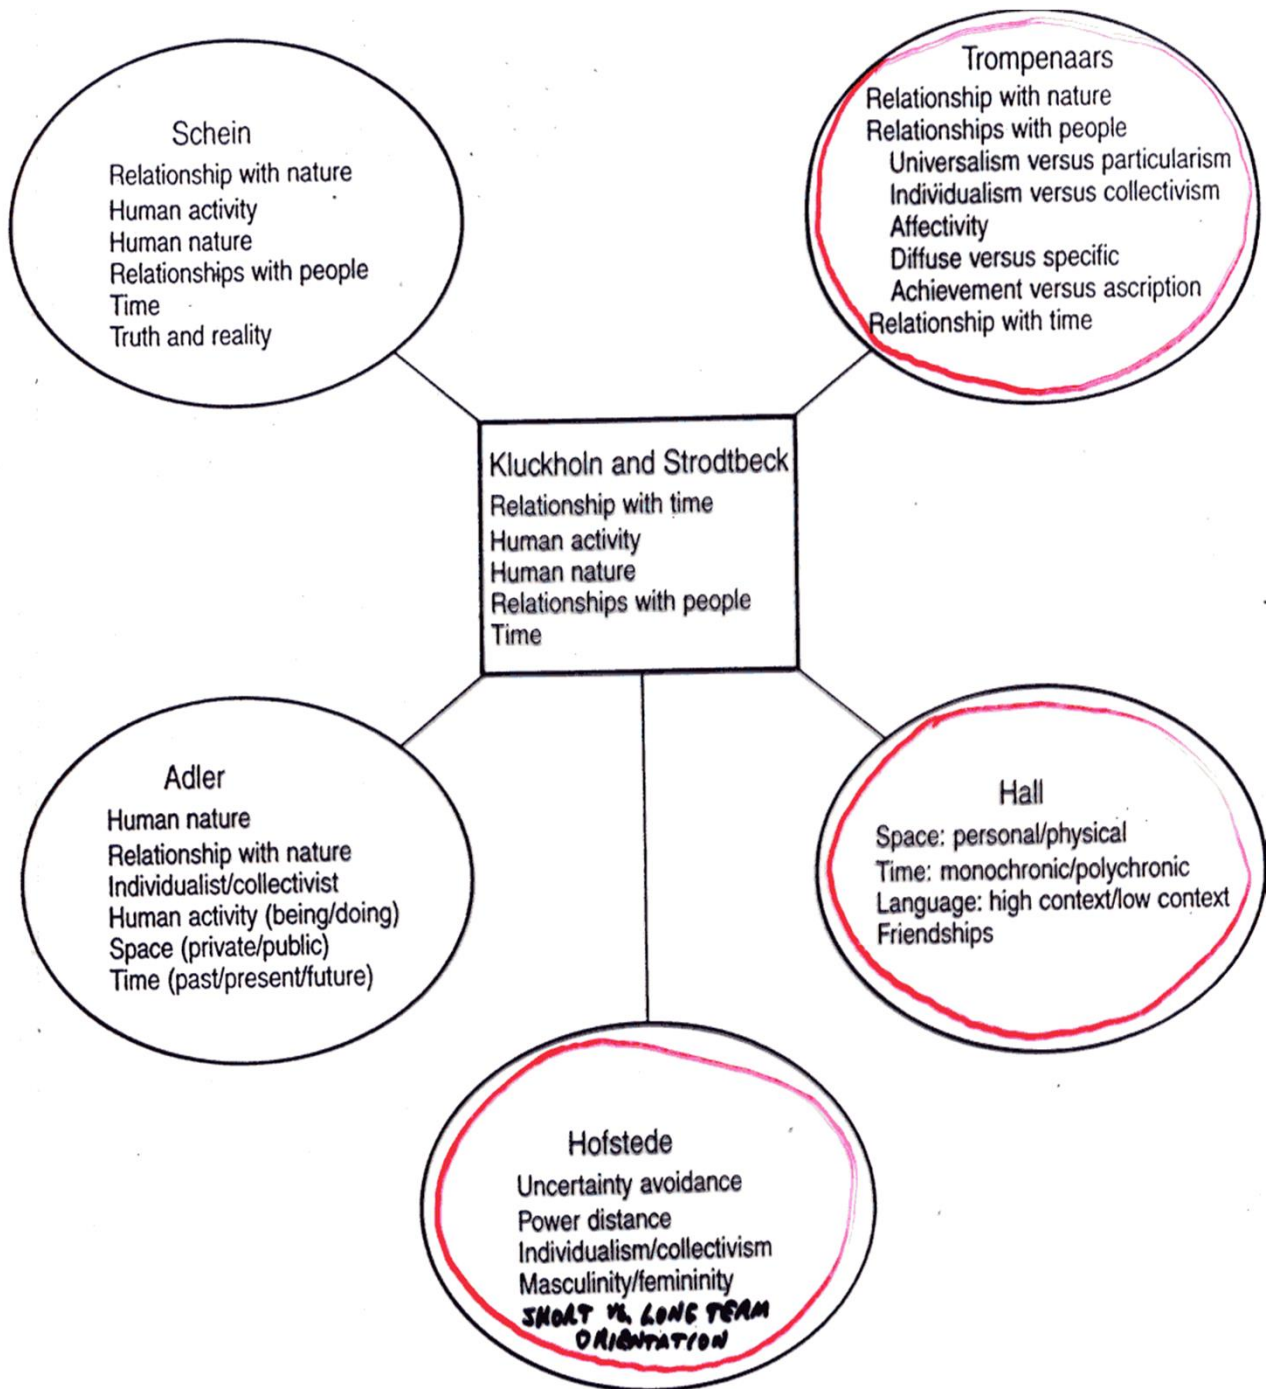 Schein
Relationship with nature
Human activity
Human nature
Relationships with people
Time
Truth and reality
Trompenaars
Relationship with nature
Relationships with people
Universalism versus particularism
Individualism versus collectivism
Affectivity
Diffuse versus specific
Achievement versus ascription
Relationship with time
Kluckholn and Strodtbeck
Relationship with time
Human activity
Human nature
Relationships with people
Time
Adler
Human nature
Relationship with nature
Individualist/collectivist
Human activity (being/doing)
Space (private/public)
Time (past/present/future)
Hall
Space: personal/physical
Time: monochronic/polychronic
Language: high context/low context
Friendships
Hofstede
Uncertainty avoidance
Power distance
Individualism/collectivism
Masculinity/femininity
SHORT VS. LONG TERM
ORIENTATION